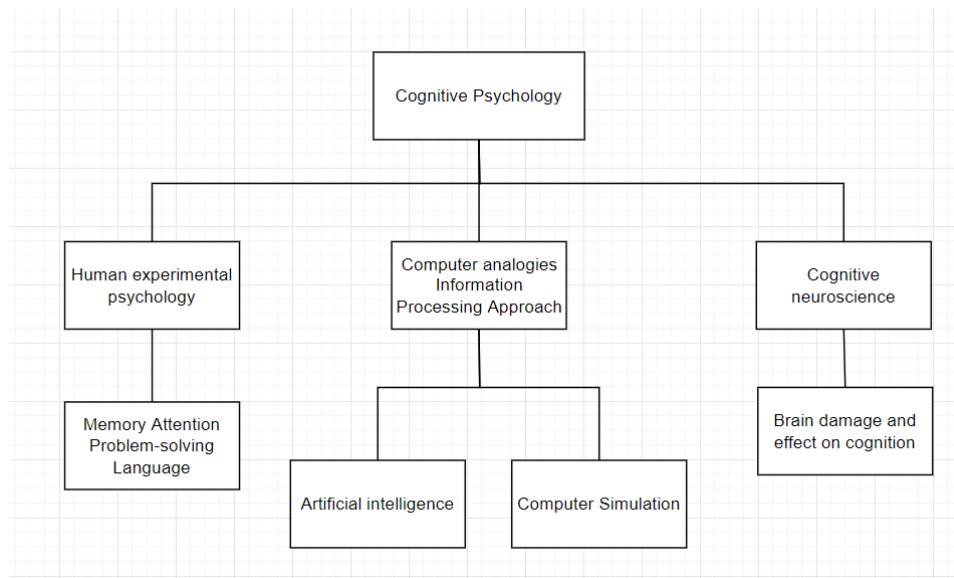 Cognitive Psychology
Human experimental
psychology
Computer analogies
Information
Processing Approach
Cognitive
neuroscience
Memory Attention
Problem-solving
Language
Artificial intelligence
Computer Simulation
Brain damage and
effect on cognition